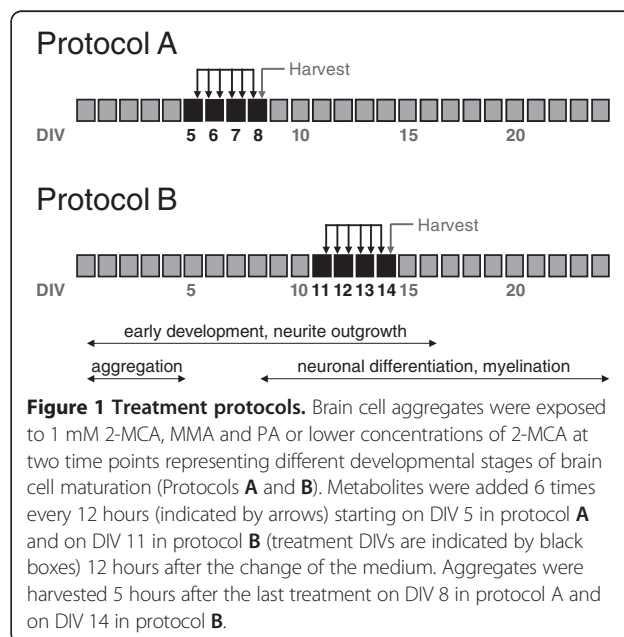 Protocol A
Harvest
DIV 5 6 7 8 10 15 20
Protocol B
Harvest
DIV 5 10 11 12 13 14 15 20
early development, neurite outgrowth
aggregation neuronal differentiation, myelination
Figure 1 Treatment protocols. Brain cell aggregates were exposed
to 1 mM 2-MCA, MMA and PA or lower concentrations of 2-MCA at
two time points representing different developmental stages of brain
cell maturation (Protocols A and B). Metabolites were added 6 times
every 12 hours (indicated by arrows) starting on DIV 5 in protocol A
and on DIV 11 in protocol B (treatment DIVs are indicated by black
boxes) 12 hours after the change of the medium. Aggregates were
harvested 5 hours after the last treatment on DIV 8 in protocol A and
on DIV 14 in protocol B.